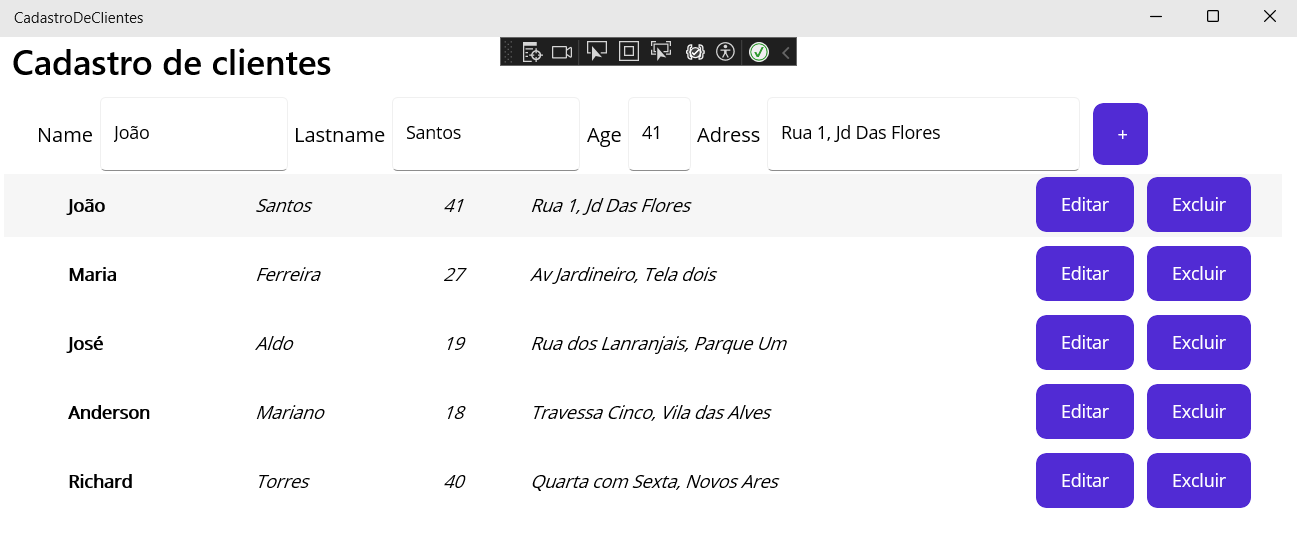 CadastroDeClientes
Cadastro de clientes
Name João Lastname Santos Age 41 Adress Rua 1, Jd Das Flores +
João Santos 41 Rua 1, Jd Das Flores Editar Excluir
Maria Ferreira 27 Av Jardineiro, Tela dois Editar Excluir
José Aldo 19 Rua dos Lanranjais, Parque Um Editar Excluir
Anderson Mariano 18 Travessa Cinco, Vila das Alves Editar Excluir
Richard Torres 40 Quarta com Sexta, Novos Ares Editar Excluir